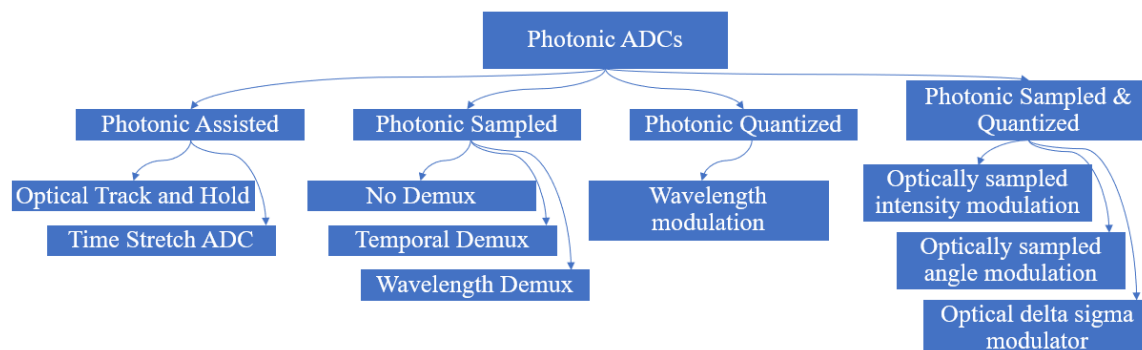 Photonic ADCs
Photonic Assisted
Optical Track and Hold
Time Stretch ADC
Photonic Sampled
No Demux
Temporal Demux
Wavelength Demux
Photonic Quantized
Wavelength
modulation
Photonic Sampled &
Quantized
Optically sampled
intensity modulation
Optically sampled
angle modulation
Optical delta sigma
modulator